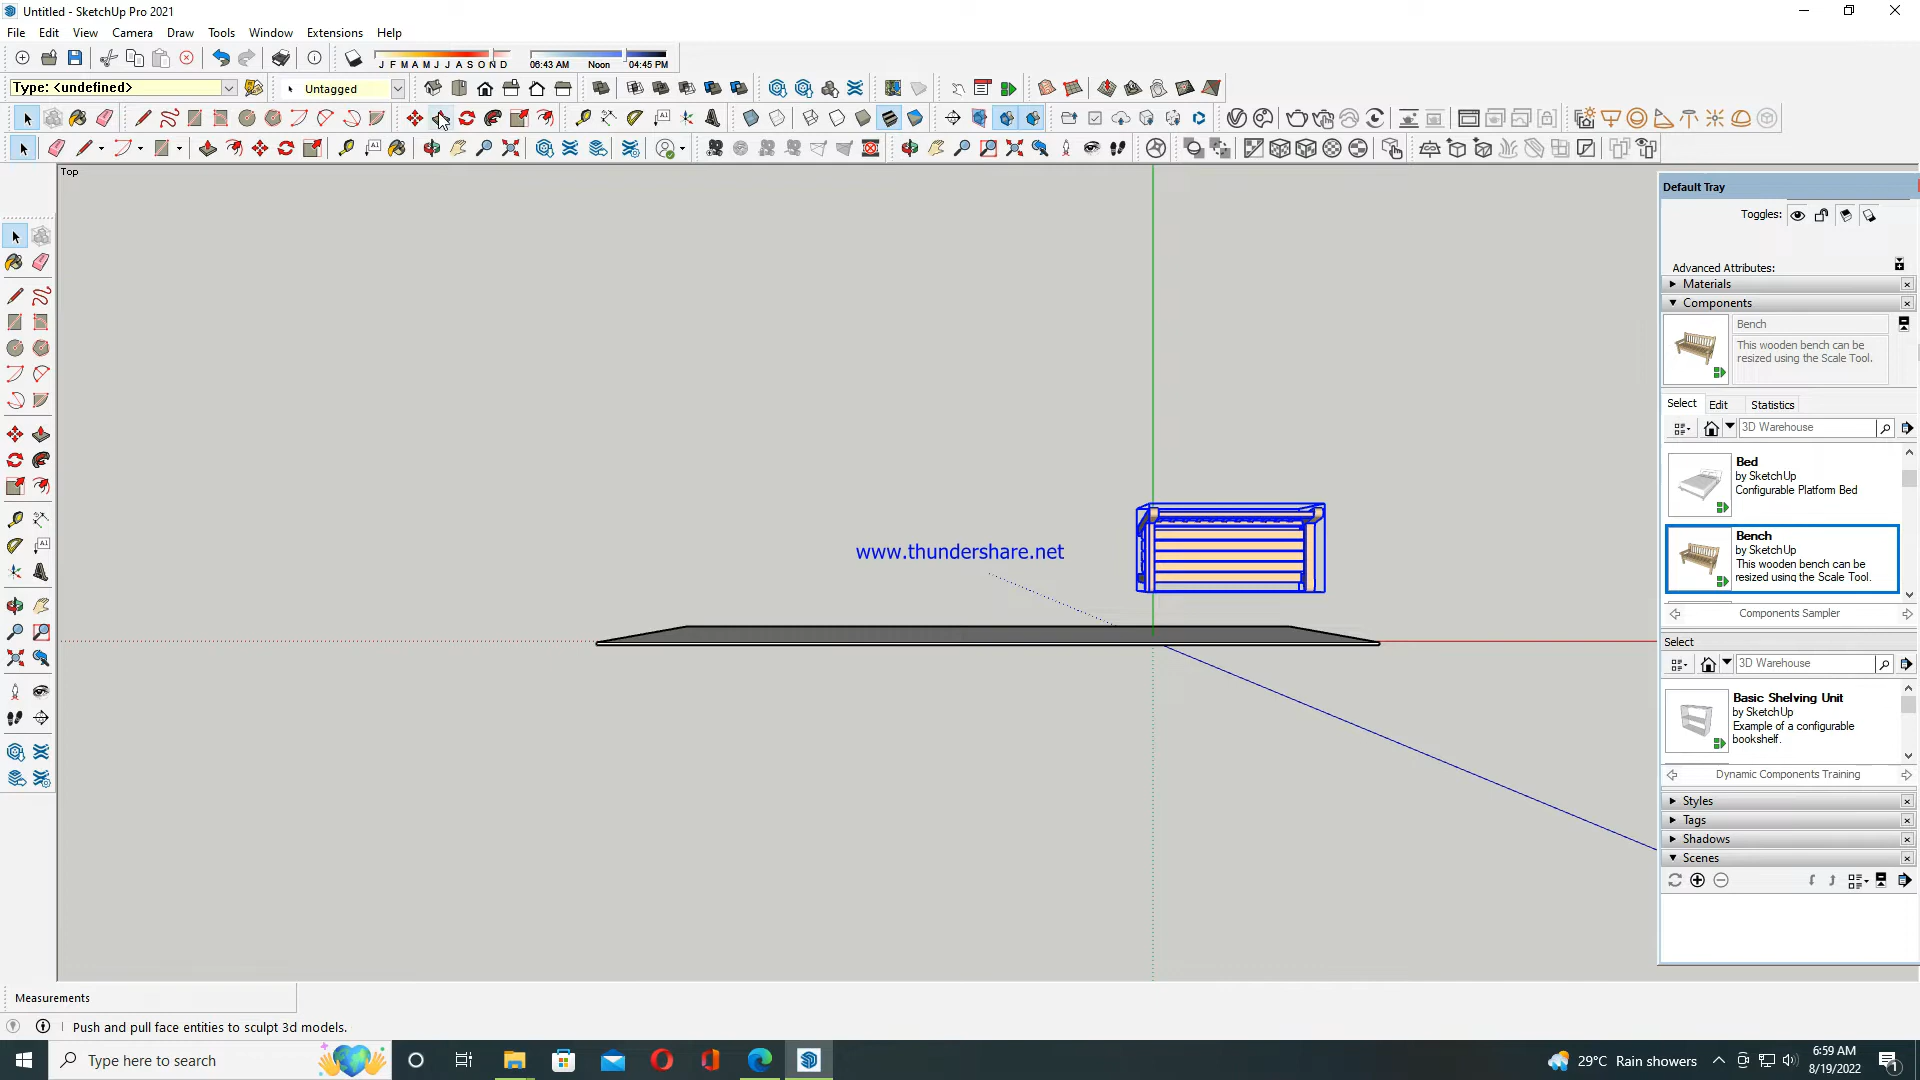 Untitled - SketchUp Pro 2021
File Edit View Camera Draw Tools Window Extensions Help
J F M A M J J A S O N D
06:43 AM Noon 04:45 PM
Type: <undefined>
Untagged
Top
Default Tray
Toggles:
Advanced Attributes:
Materials
Components
Bench
This wooden bench can be
resized using the Scale Tool.
Select Edit Statistics
3D Warehouse
Bed
by SketchUp
Configurable Platform Bed
Bench
by SketchUp
This wooden bench can be
resized using the Scale Tool.
Components Sampler
Select
3D Warehouse
Basic Shelving Unit
by SketchUp
Example of a configurable
bookshelf.
Dynamic Components Training
Styles
Tags
Shadows
Scenes
www.thundershare.net
Measurements
Push and pull face entities to sculpt 3d models.
Type here to search
29°C Rain showers
6:59 AM
8/19/2022
1